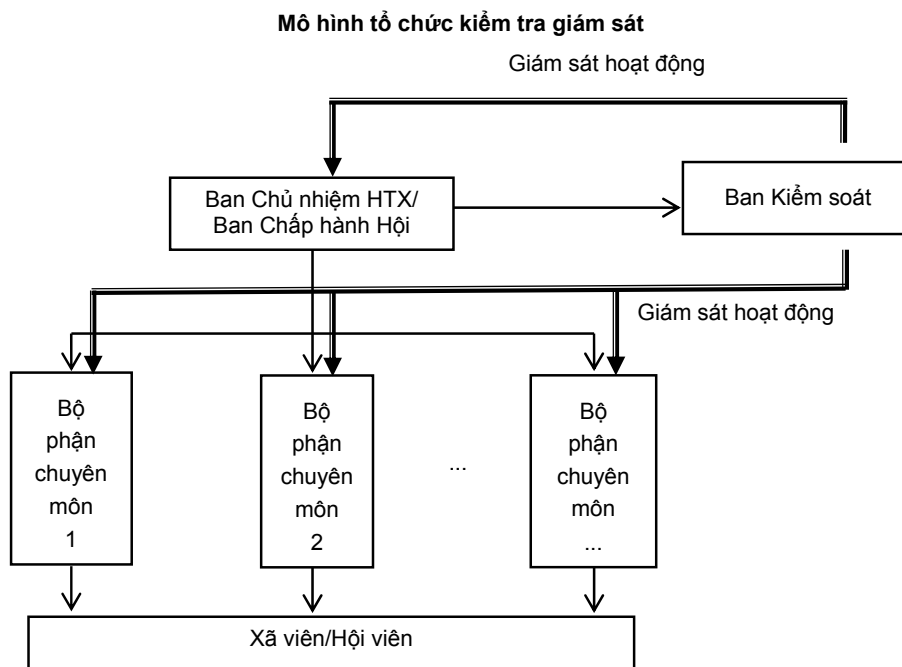 Mô hình tổ chức kiểm tra giám sát
Giám sát hoạt động
Ban Chủ nhiệm HTX/
Ban Chấp hành Hội
Ban Kiểm soát
Giám sát hoạt động
Bộ
phận
chuyên
môn
1
Bộ
phận
chuyên
môn
2
...
Bộ
phận
chuyên
môn
...
Xã viên/Hội viên